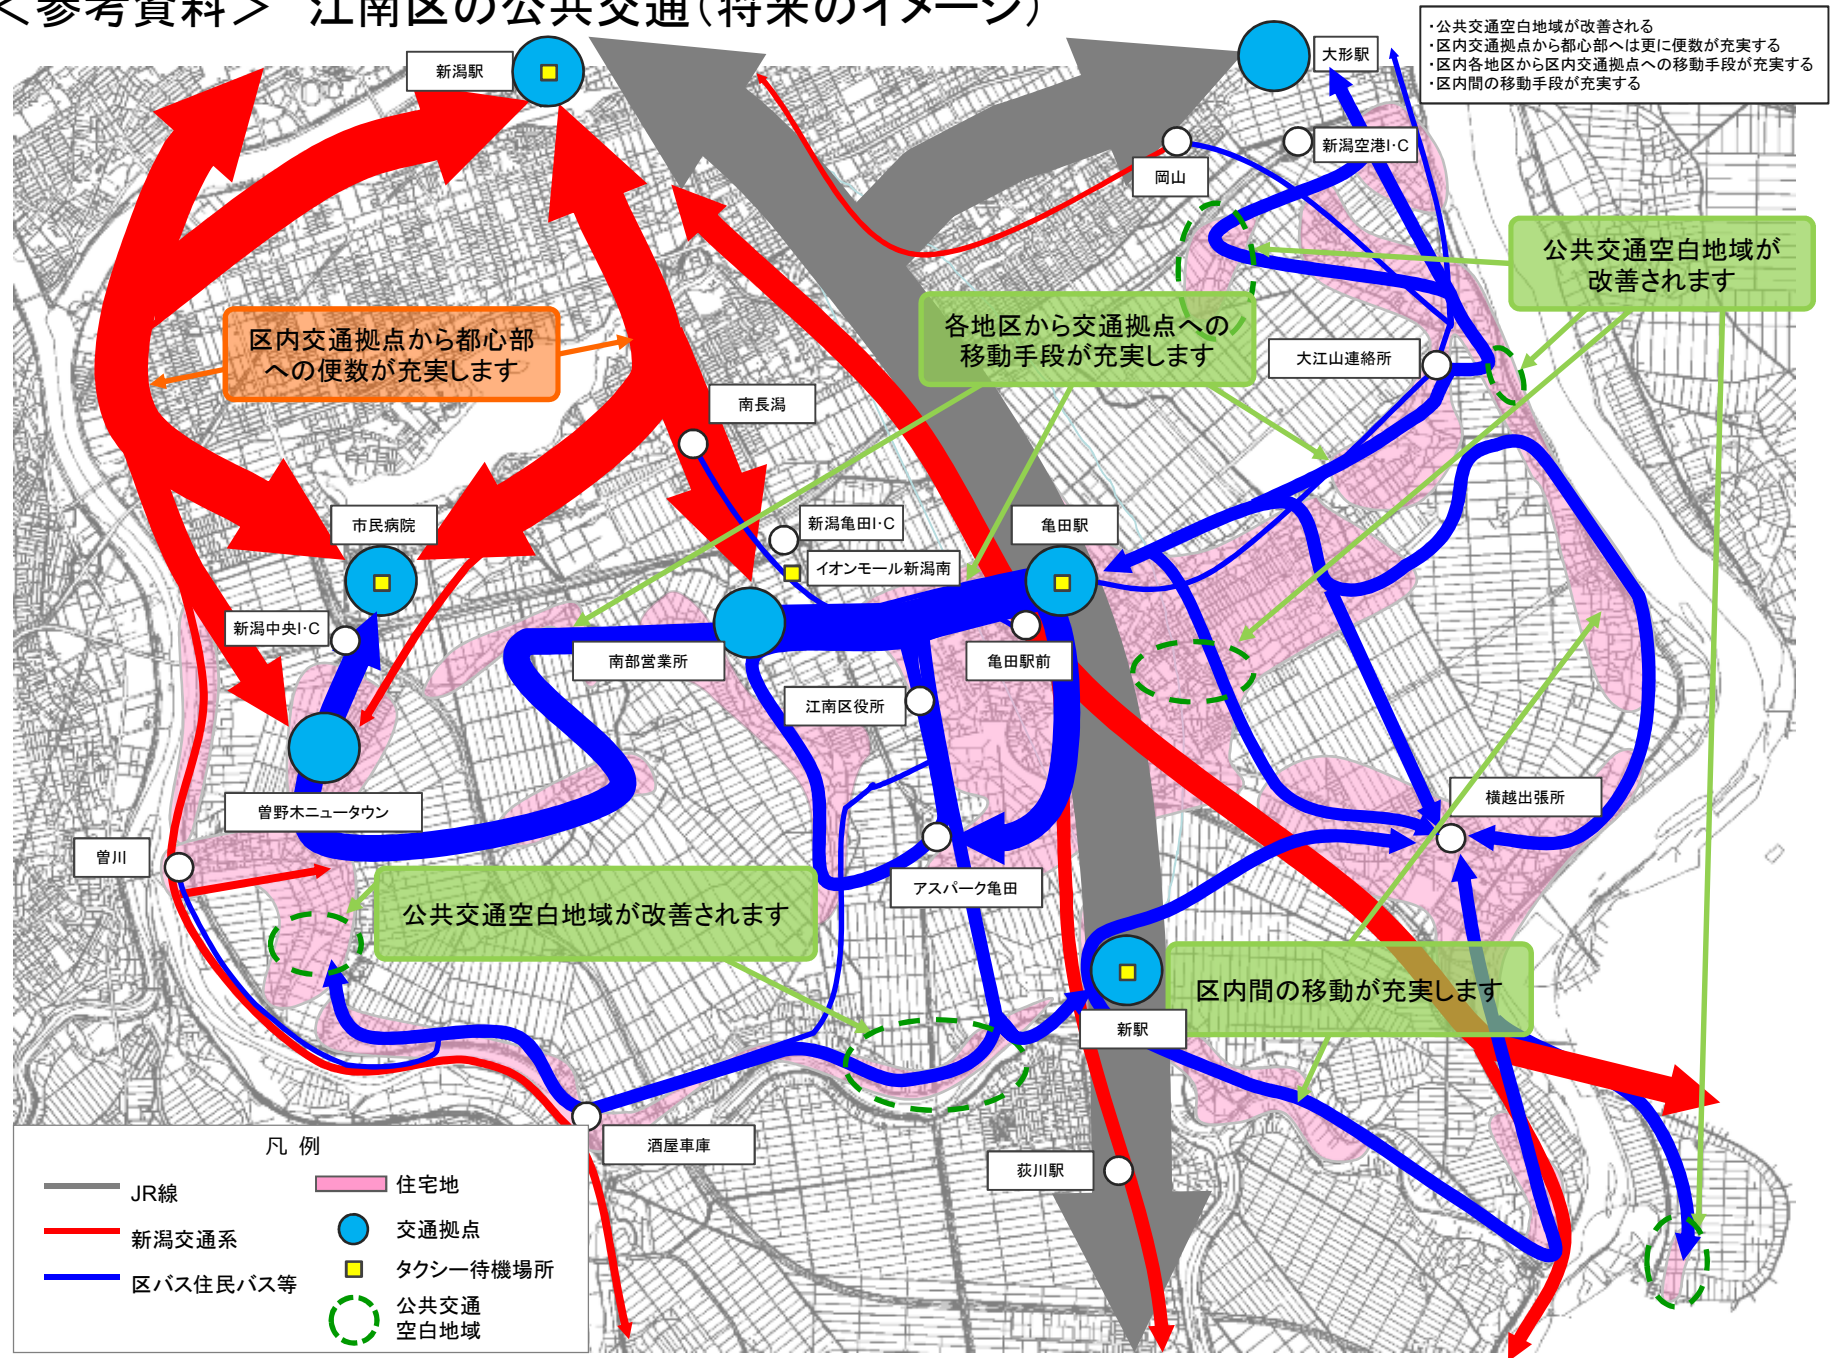 ＜参考資料＞ 江南区の公共交通(将来のイメージ)
・公共交通空白地域が改善される
・区内交通拠点から都心部へは更に便数が充実する
・区内各地区から区内交通拠点への移動手段が充実する
・区内間の移動手段が充実する
新潟駅
大形駅
新潟空港I・C
岡山
公共交通空白地域が
改善されます
区内交通拠点から都心部
への便数が充実します
各地区から交通拠点への
移動手段が充実します
大江山連絡所
南長潟
市民病院
新潟亀田I・C
亀田駅
イオンモール新潟南
新潟中央I・C
南部営業所
亀田駅前
江南区役所
曽野木ニュータウン
横越出張所
曽川
アスパーク亀田
公共交通空白地域が改善されます
区内間の移動が充実します
新駅
酒屋車庫
荻川駅
凡 例
JR線
新潟交通系
区バス住民バス等
住宅地
交通拠点
タクシー待機場所
公共交通
空白地域